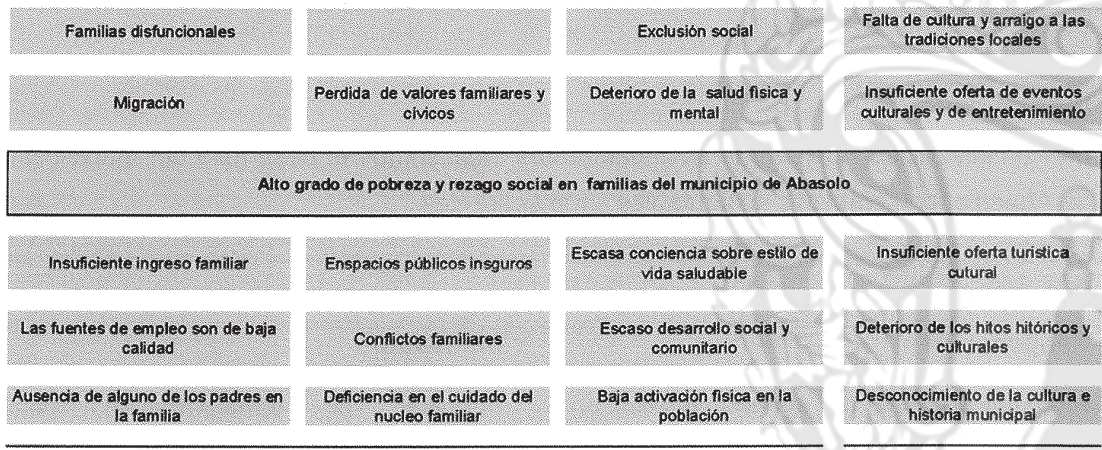 Familias disfuncionales
Exclusión social
Falta de cultura y arraigo a las
tradiciones locales
Migración
Perdida de valores familiares y
cívicos
Deterioro de la salud física y
mental
Insuficiente oferta de eventos
culturales y de entretenimiento
Alto grado de pobreza y rezago social en familias del municipio de Abasolo
Insuficiente ingreso familiar
Enspacios públicos insguros
Escasa conciencia sobre estilo de
vida saludable
Insuficiente oferta turística
cutural
Las fuentes de empleo son de baja
calidad
Conflictos familiares
Escaso desarrollo social y
comunitario
Deterioro de los hitos hitóricos y
culturales
Ausencia de alguno de los padres en
la familia
Deficiencia en el cuidado del
nucleo familiar
Baja activación física en la
población
Desconocimiento de la cultura e
historia municipal